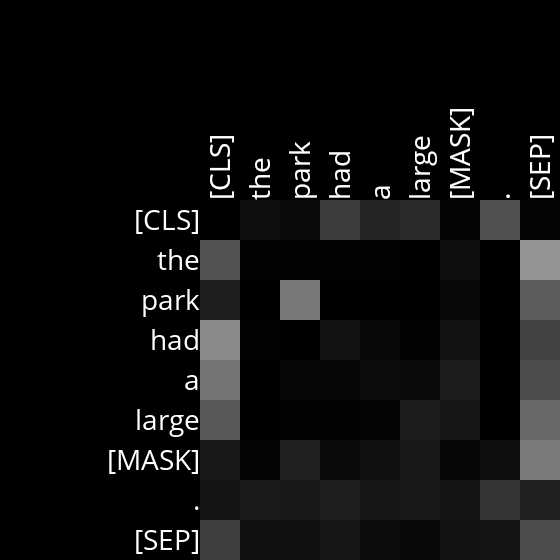 [CLS]
the
park
had
a
large
[MASK]
.
[SEP]
[CLS]
the
park
had
a
large
[MASK]
.
[SEP]